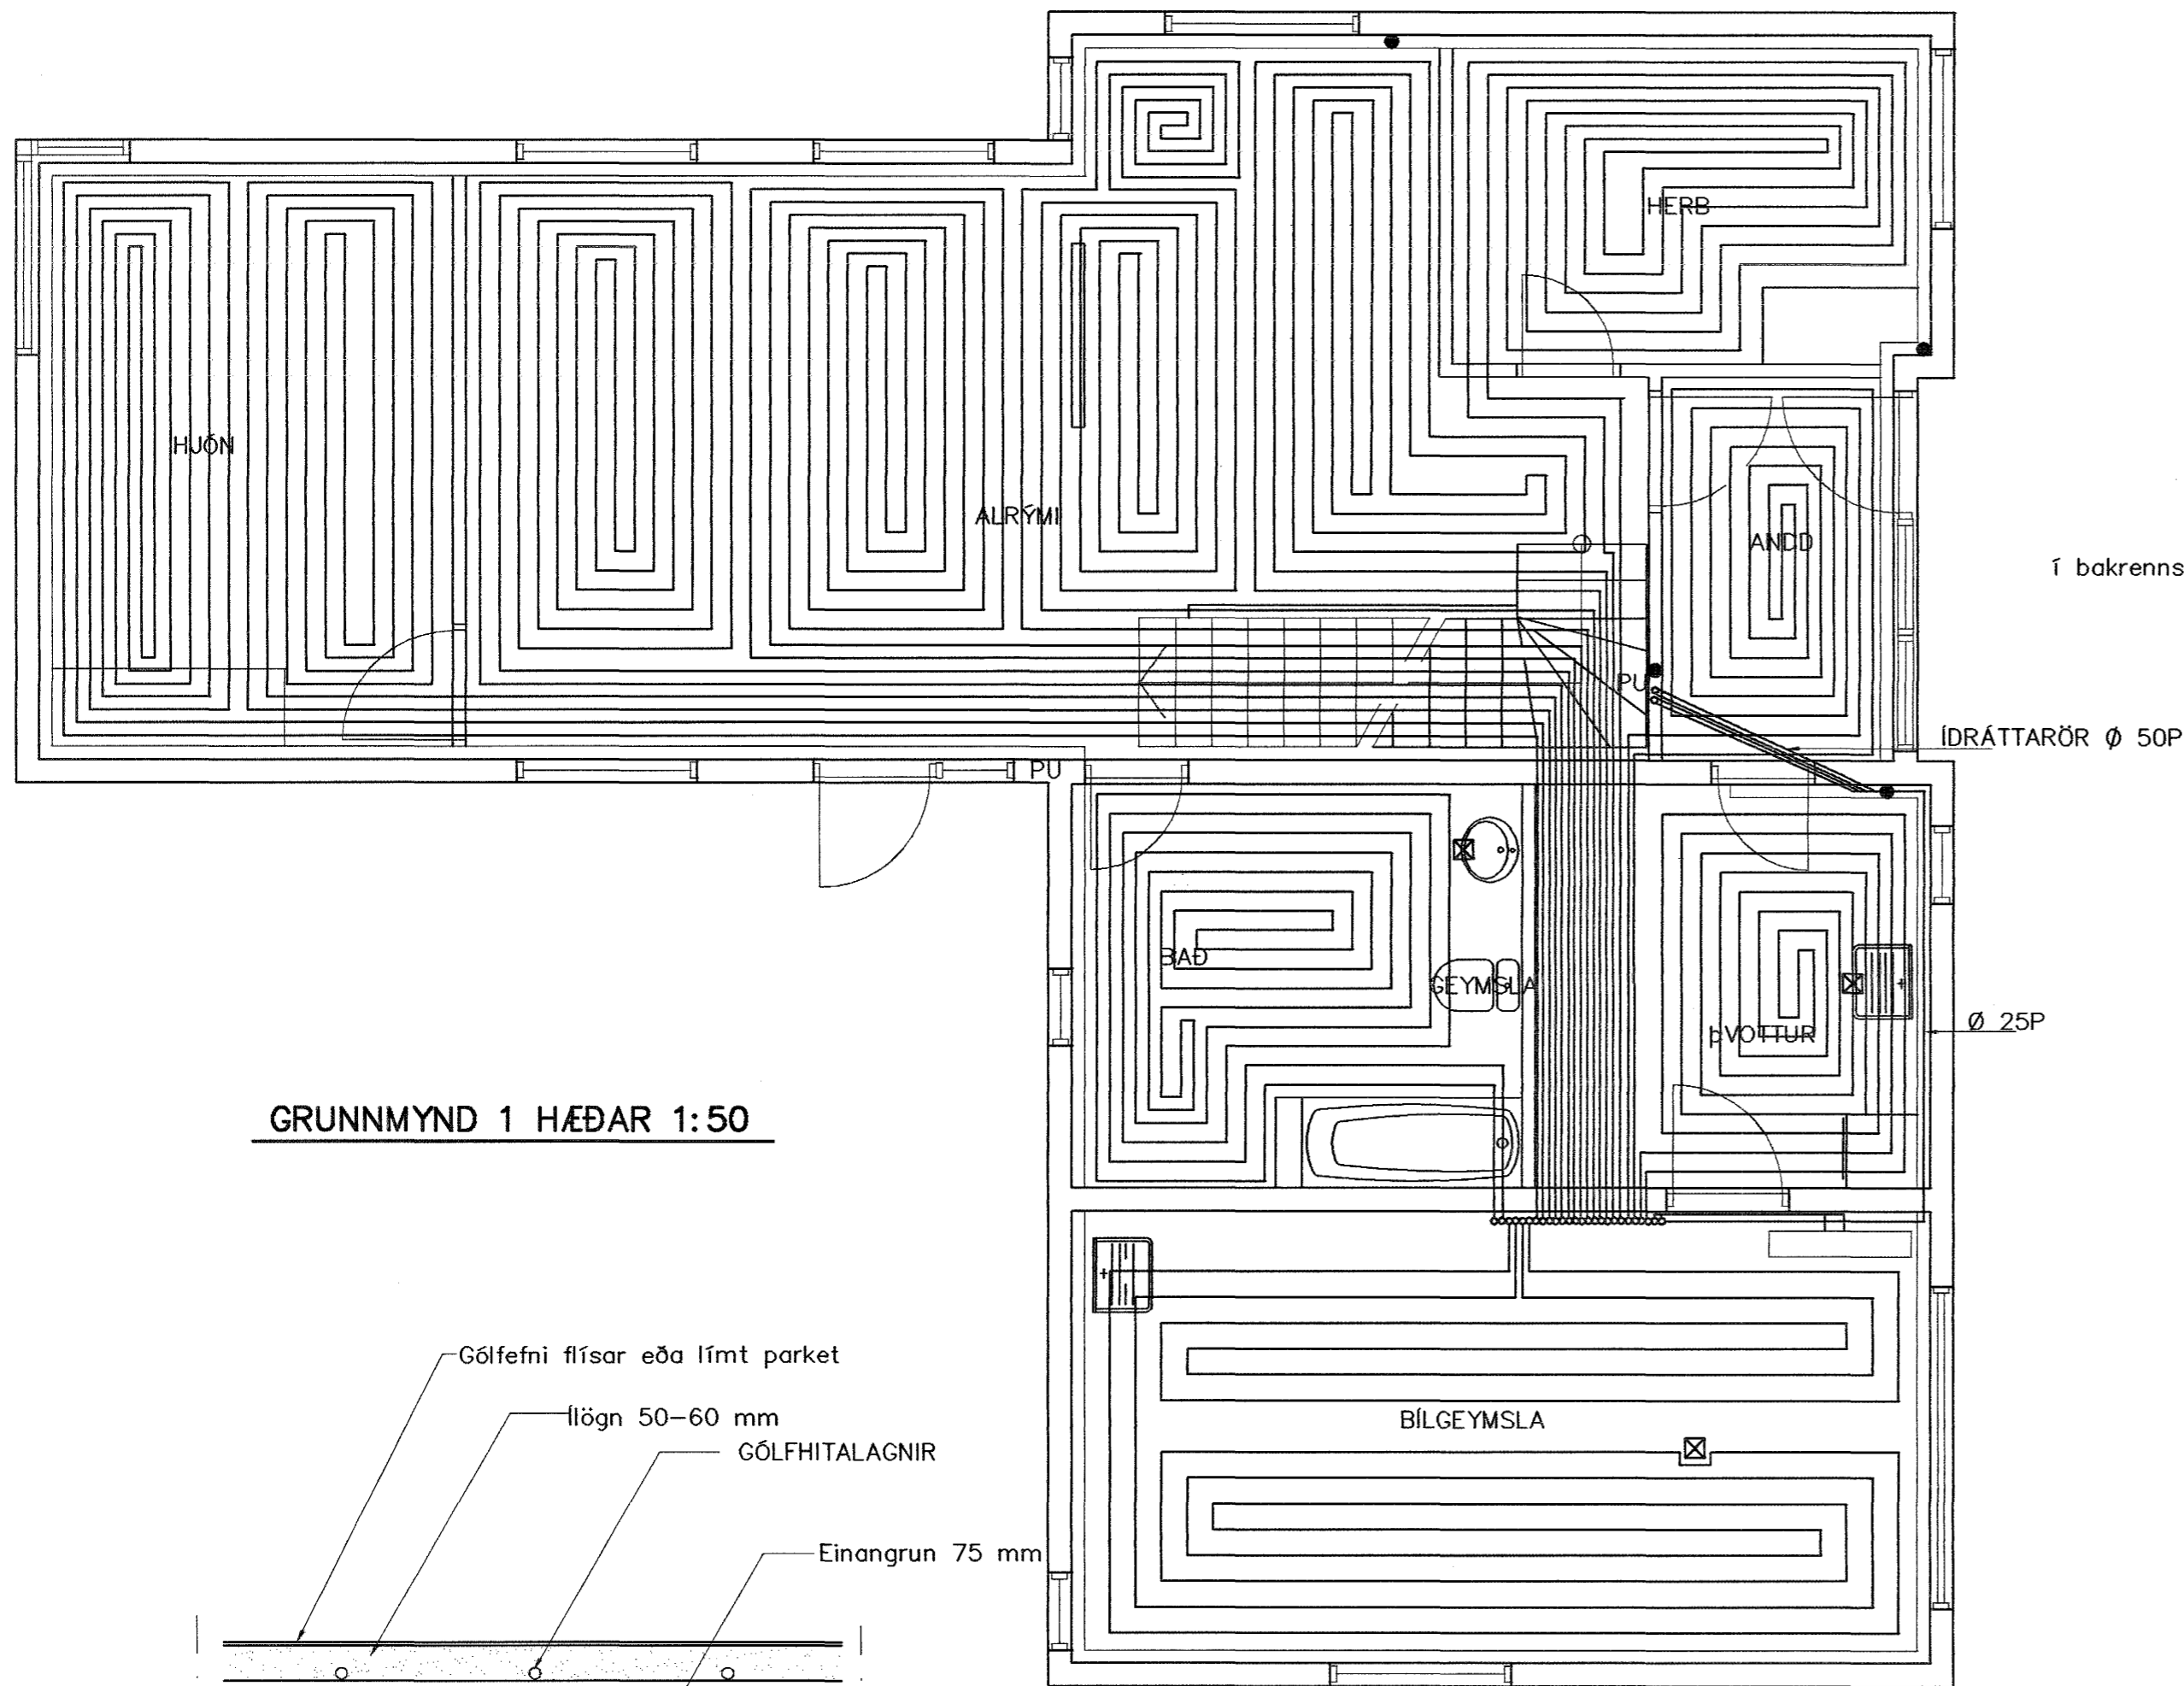 HERB
HJÓN
ALRÝMI
ANDD
í bakrenns
PU
ÍDRÁTTARÖR Ø 50P
PU
BAÐ
GEYMSLA
ÞVOTTUR
Ø 25P
GRUNNMYND 1 HÆÐAR 1:50
Gólfefni flísar eða límt parket
Ílögn 50-60 mm
GÓLFHITALAGNIR
BÍLGEYMSLA
Einangrun 75 mm